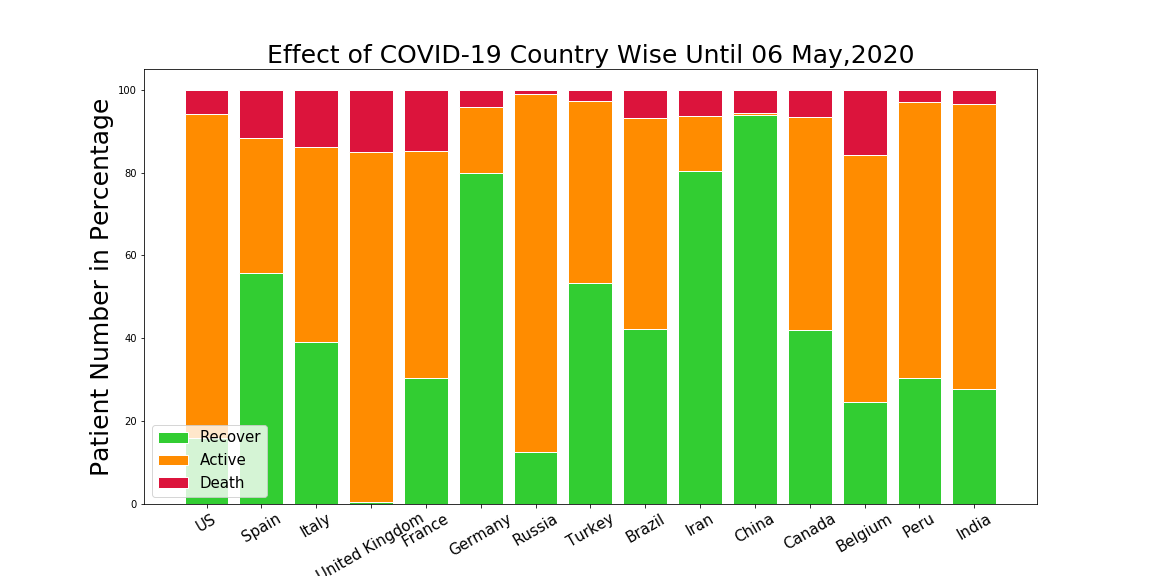 Effect of COVID-19 Country Wise Until 06 May,2020
Patient Number in Percentage
100
80
60
40
20
0
Recover
Active
Death
US
Spain
Italy
United Kingdom
France
Germany
Russia
Turkey
Brazil
Iran
China
Canada
Belgium
Peru
India